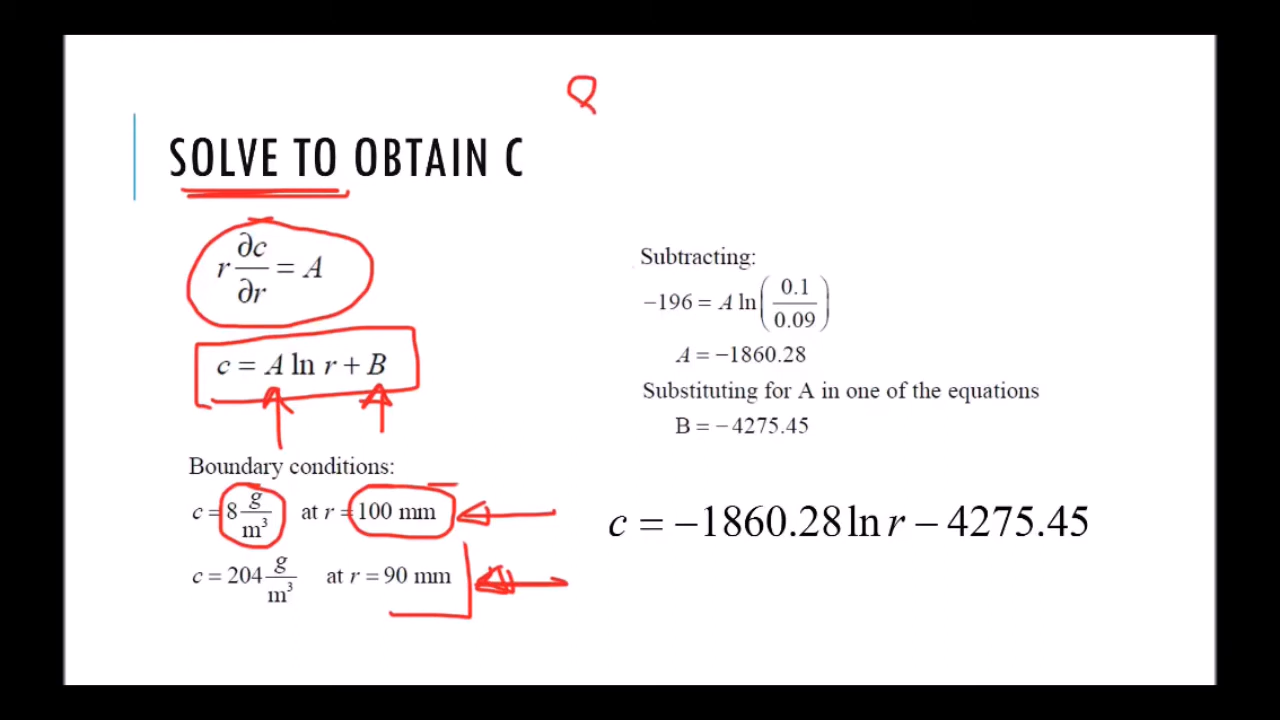 Q
SOLVE TO OBTAIN C
r ∂c/∂r = A
c = A ln r + B
Boundary conditions:
c = 8 g/m³ at r = 100 mm
c = 204 g/m³ at r = 90 mm
Subtracting:
−196 = A ln(0.1/0.09)
A = −1860.28
Substituting for A in one of the equations
B = − 4275.45
c = −1860.28 ln r − 4275.45